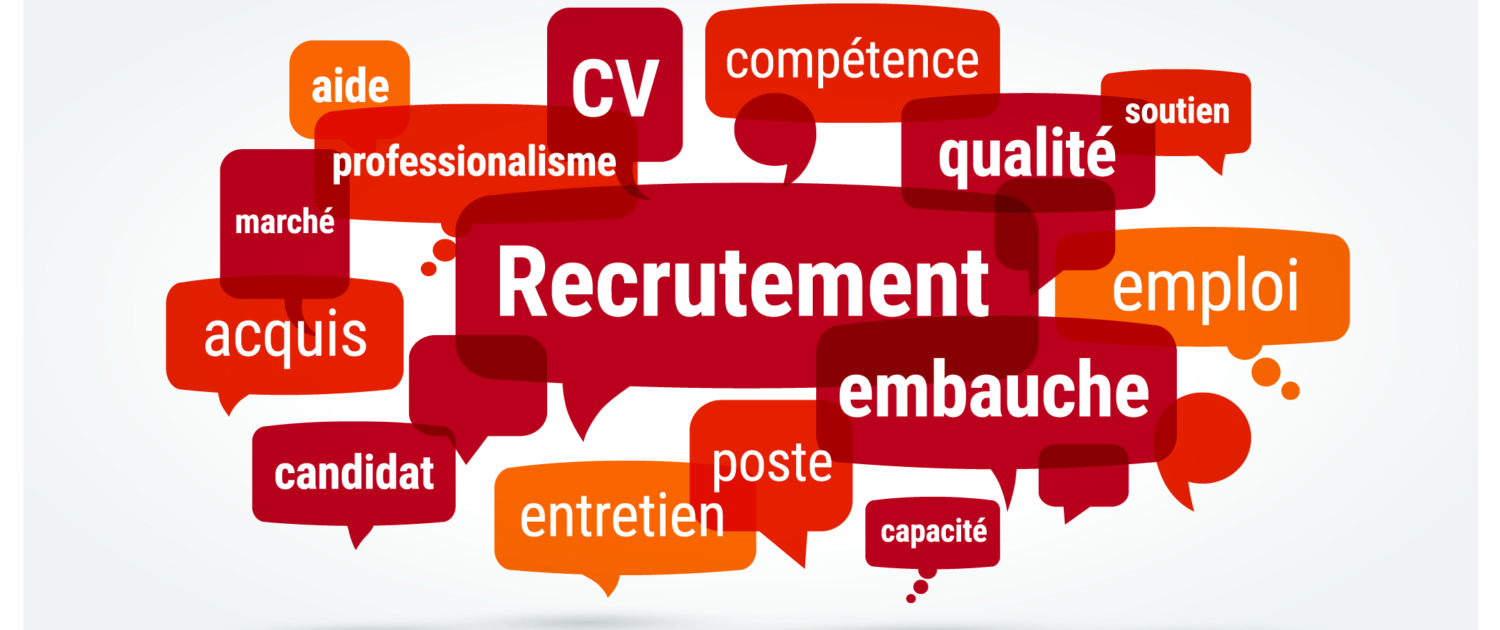 CV
compétence
aide
soutien
professionalisme
qualité
marché
Recrutement
emploi
acquis
embauche
candidat
poste
entretien
capacité